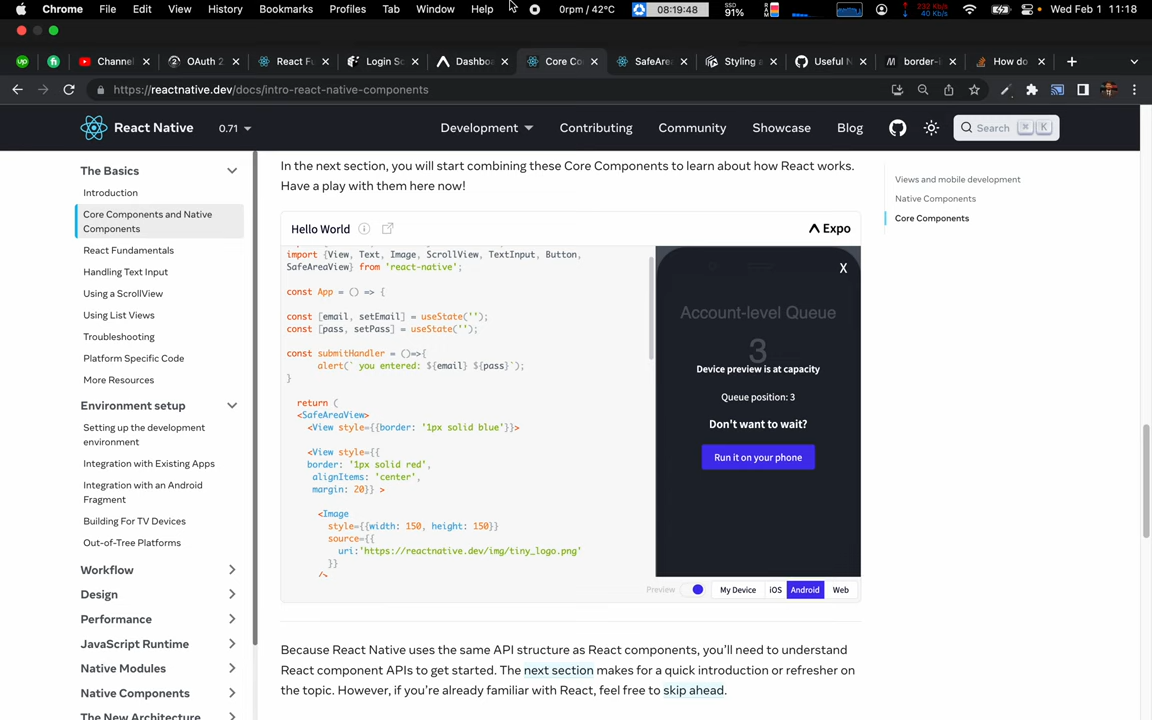 Chrome File Edit View History Bookmarks Profiles Tab Window Help 0rpm / 42°C 08:19:48 SSD 91% 232 Kb/s 40 Kb/s Wed Feb 1 11:18
Channel OAuth 2 React Fu Login Sc Dashbo Core Co SafeAre Styling a Useful N border- How do
https://reactnative.dev/docs/intro-react-native-components
React Native 0.71 Development Contributing Community Showcase Blog Search ⌘ K
The Basics
Introduction
Core Components and Native
Components
React Fundamentals
Handling Text Input
Using a ScrollView
Using List Views
Troubleshooting
Platform Specific Code
More Resources
Environment setup
Setting up the development
environment
Integration with Existing Apps
Integration with an Android
Fragment
Building For TV Devices
Out-of-Tree Platforms
Workflow
Design
Performance
JavaScript Runtime
Native Modules
Native Components
The New Architecture
In the next section, you will start combining these Core Components to learn about how React works.
Have a play with them here now!
Hello World
Expo
import {View, Text, Image, ScrollView, TextInput, Button,
SafeAreaView} from 'react-native';
const App = () => {
const [email, setEmail] = useState('');
const [pass, setPass] = useState('');
const submitHandler = ()=>{
alert(` you entered: ${email} ${pass}`);
}
return (
<SafeAreaView>
<View style={{border: '1px solid blue'}}>
<View style={{
border: '1px solid red',
alignItems: 'center',
margin: 20}} >
<Image
style={{width: 150, height: 150}}
source={{
uri:'https://reactnative.dev/img/tiny_logo.png'
}}
/>
X
Account-level Queue
3
Device preview is at capacity
Queue position: 3
Don't want to wait?
Run it on your phone
Preview My Device iOS Android Web
Because React Native uses the same API structure as React components, you'll need to understand
React component APIs to get started. The next section makes for a quick introduction or refresher on
the topic. However, if you're already familiar with React, feel free to skip ahead.
Views and mobile development
Native Components
Core Components